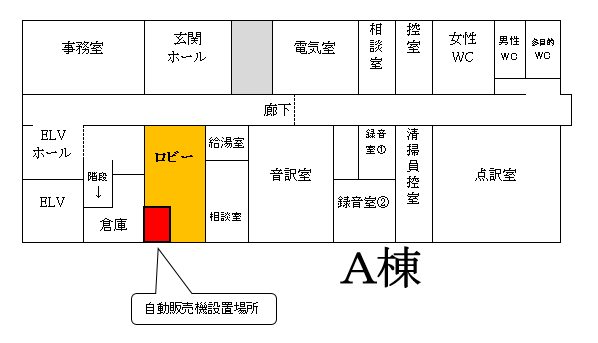 事務室
玄関
ホール
電気室
相
談
室
控
室
女性
WC
男性
WC
多目的
WC
廊下
ELV
ホール
ELV
階段
↓
倉庫
ロビー
給湯室
相談室
音訳室
録音
室①
録音室②
清
掃
員
控
室
点訳室
A棟
自動販売機設置場所